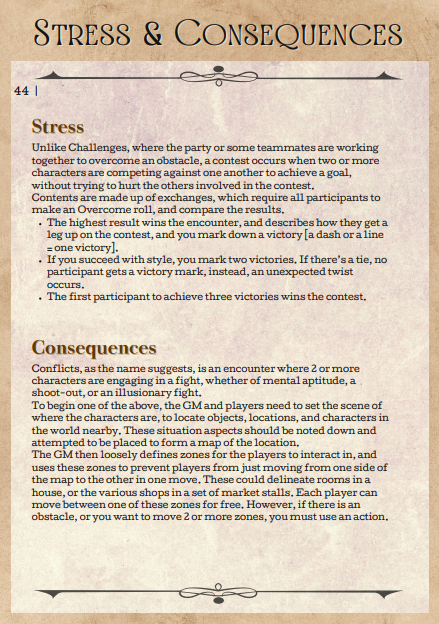 Stress & Consequences
44 |
Stress
Unlike Challenges, where the party or some teammates are working
together to overcome an obstacle, a contest occurs when two or more
characters are competing against one another to achieve a goal,
without trying to hurt the others involved in the contest.
Contents are made up of exchanges, which require all participants to
make an Overcome roll, and compare the results.
• The highest result wins the encounter, and describes how they get a
leg up on the contest, and you mark down a victory [a dash or a line
= one victory].
• If you succeed with style, you mark two victories. If there's a tie, no
participant gets a victory mark, instead, an unexpected twist
occurs.
• The first participant to achieve three victories wins the contest.
Consequences
Conflicts, as the name suggests, is an encounter where 2 or more
characters are engaging in a fight, whether of mental aptitude, a
shoot-out, or an illusionary fight.
To begin one of the above, the GM and players need to set the scene of
where the characters are, to locate objects, locations, and characters in
the world nearby. These situation aspects should be noted down and
attempted to be placed to form a map of the location.
The GM then loosely defines zones for the players to interact in, and
uses these zones to prevent players from just moving from one side of
the map to the other in one move. These could delineate rooms in a
house, or the various shops in a set of market stalls. Each player can
move between one of these zones for free. However, if there is an
obstacle, or you want to move 2 or more zones, you must use an action.